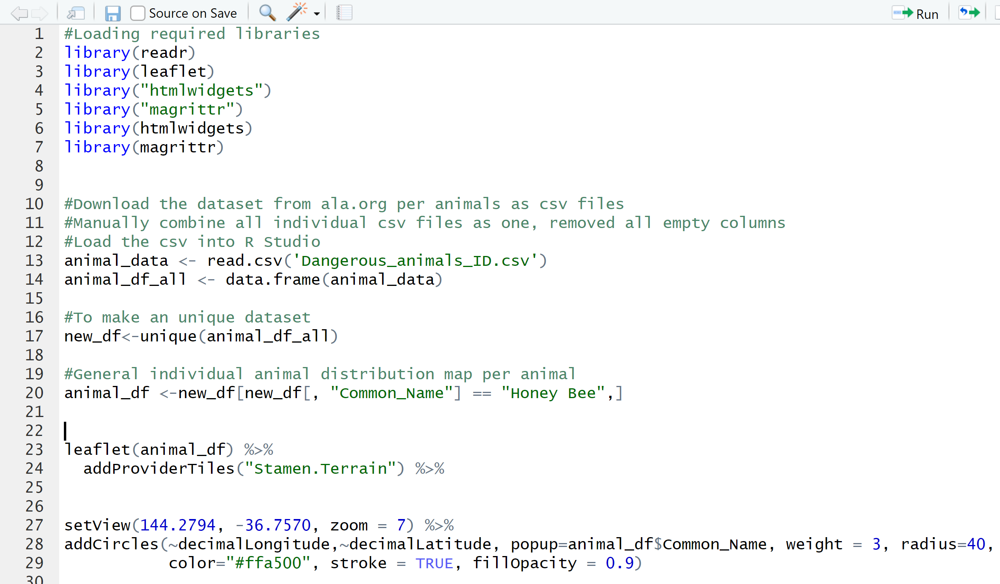 Source on Save Run
1 #Loading required libraries
2 library(readr)
3 library(leaflet)
4 library("htmlwidgets")
5 library("magrittr")
6 library(htmlwidgets)
7 library(magrittr)
8
9
10 #Download the dataset from ala.org per animals as csv files
11 #Manually combine all individual csv files as one, removed all empty columns
12 #Load the csv into R Studio
13 animal_data <- read.csv('Dangerous_animals_ID.csv')
14 animal_df_all <- data.frame(animal_data)
15
16 #To make an unique dataset
17 new_df<-unique(animal_df_all)
18
19 #General individual animal distribution map per animal
20 animal_df <-new_df[new_df[, "Common_Name"] == "Honey Bee",]
21
22
23 leaflet(animal_df) %>%
24   addProviderTiles("Stamen.Terrain") %>%
25
26
27 setView(144.2794, -36.7570, zoom = 7) %>%
28 addCircles(~decimalLongitude,~decimalLatitude, popup=animal_df$Common_Name, weight = 3, radius=40,
29            color="#ffa500", stroke = TRUE, fillOpacity = 0.9)
30